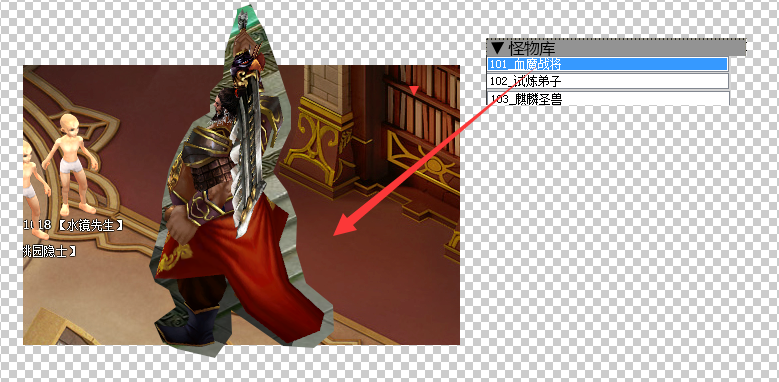 ▼ 怪物库
101_血魔战将
102_试炼弟子
103_麒麟圣兽
1018【水镜先生】
桃园隐士】